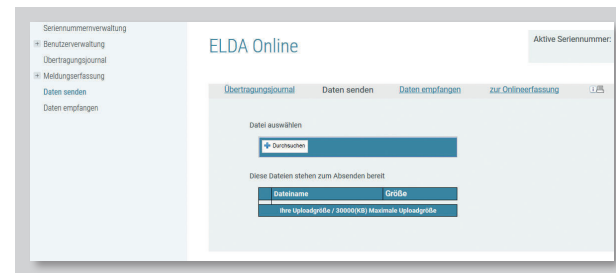 Seriennummernverwaltung
Benutzerverwaltung
Übertragungsjournal
Meldungserfassung
Daten senden
Daten empfangen
ELDA Online
Aktive Seriennummer:
Übertragungsjournal Daten senden Daten empfangen zur Onlineerfassung
Datei auswählen
Durchsuchen
Diese Dateien stehen zum Absenden bereit
Dateiname Größe
Ihre Uploadgröße / 30000(KB) Maximale Uploadgröße